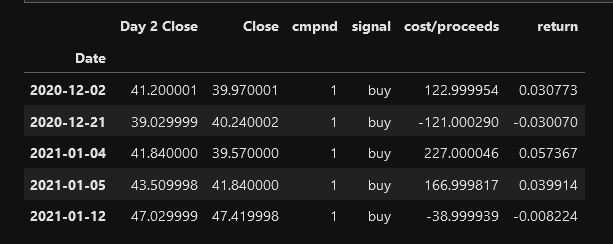 Day 2 Close Close cmpnd signal cost/proceeds return
Date
2020-12-02 41.200001 39.970001 1 buy 122.999954 0.030773
2020-12-21 39.029999 40.240002 1 buy -121.000290 -0.030070
2021-01-04 41.840000 39.570000 1 buy 227.000046 0.057367
2021-01-05 43.509998 41.840000 1 buy 166.999817 0.039914
2021-01-12 47.029999 47.419998 1 buy -38.999939 -0.008224